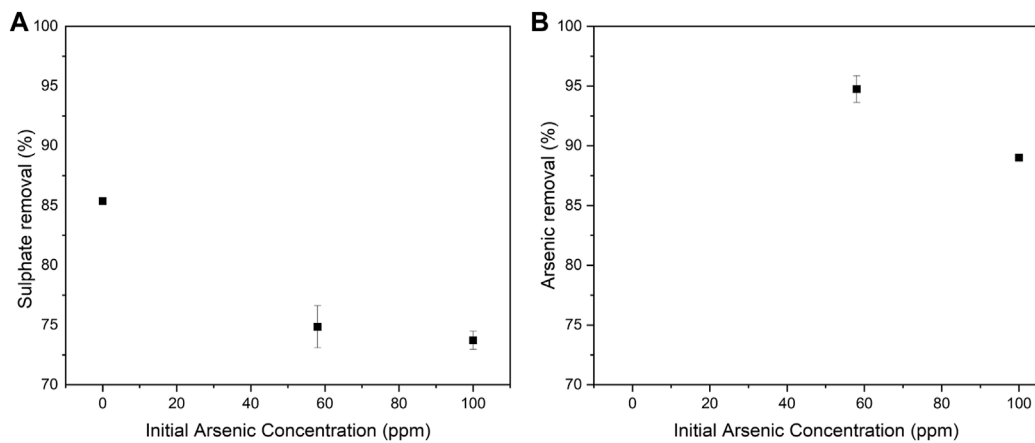 A
100
95
90
85
80
75
70
Sulphate removal (%)
0 20 40 60 80 100
Initial Arsenic Concentration (ppm)
B
100
95
90
85
80
75
70
Arsenic removal (%)
0 20 40 60 80 100
Initial Arsenic Concentration (ppm)